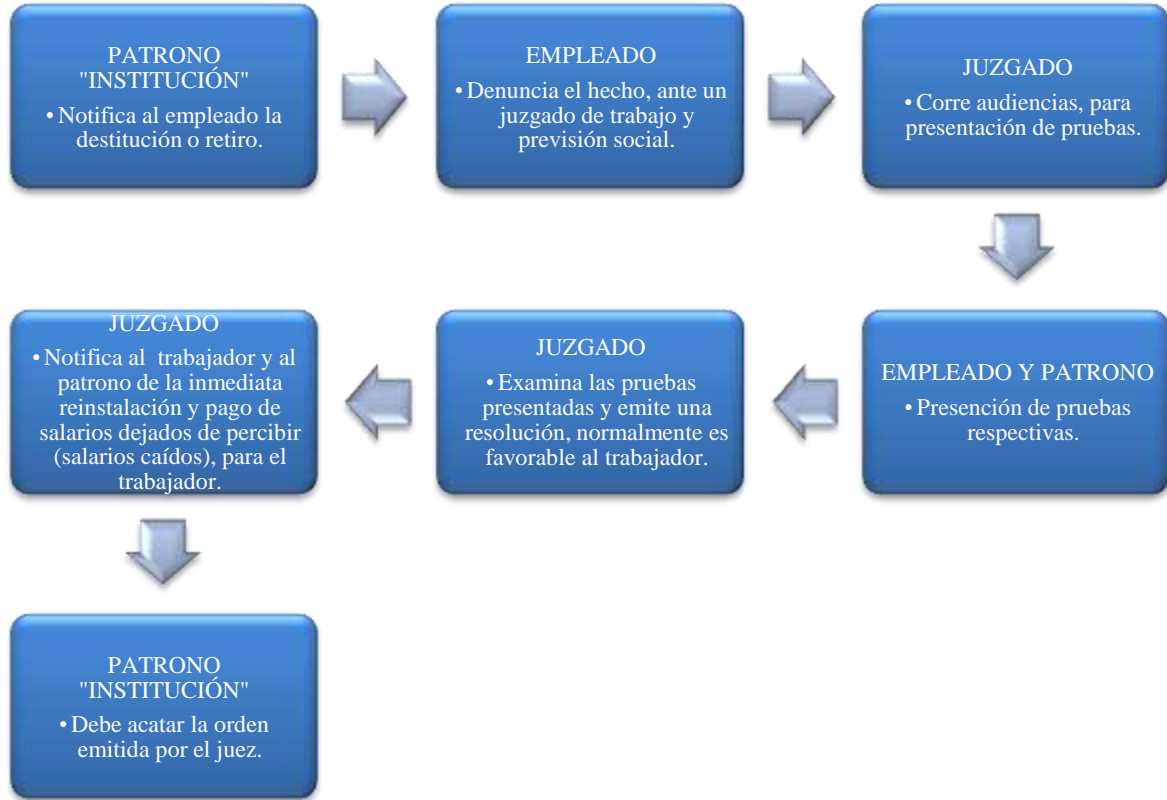 PATRONO
"INSTITUCIÓN"
• Notifica al empleado la
destitución o retiro.
EMPLEADO
• Denuncia el hecho, ante un
juzgado de trabajo y
previsión social.
JUZGADO
• Corre audiencias, para
presentación de pruebas.
EMPLEADO Y PATRONO
• Presención de pruebas
respectivas.
JUZGADO
• Examina las pruebas
presentadas y emite una
resolución, normalmente es
favorable al trabajador.
JUZGADO
• Notifica al trabajador y al
patrono de la inmediata
reinstalación y pago de
salarios dejados de percibir
(salarios caídos), para el
trabajador.
PATRONO
"INSTITUCIÓN"
• Debe acatar la orden
emitida por el juez.